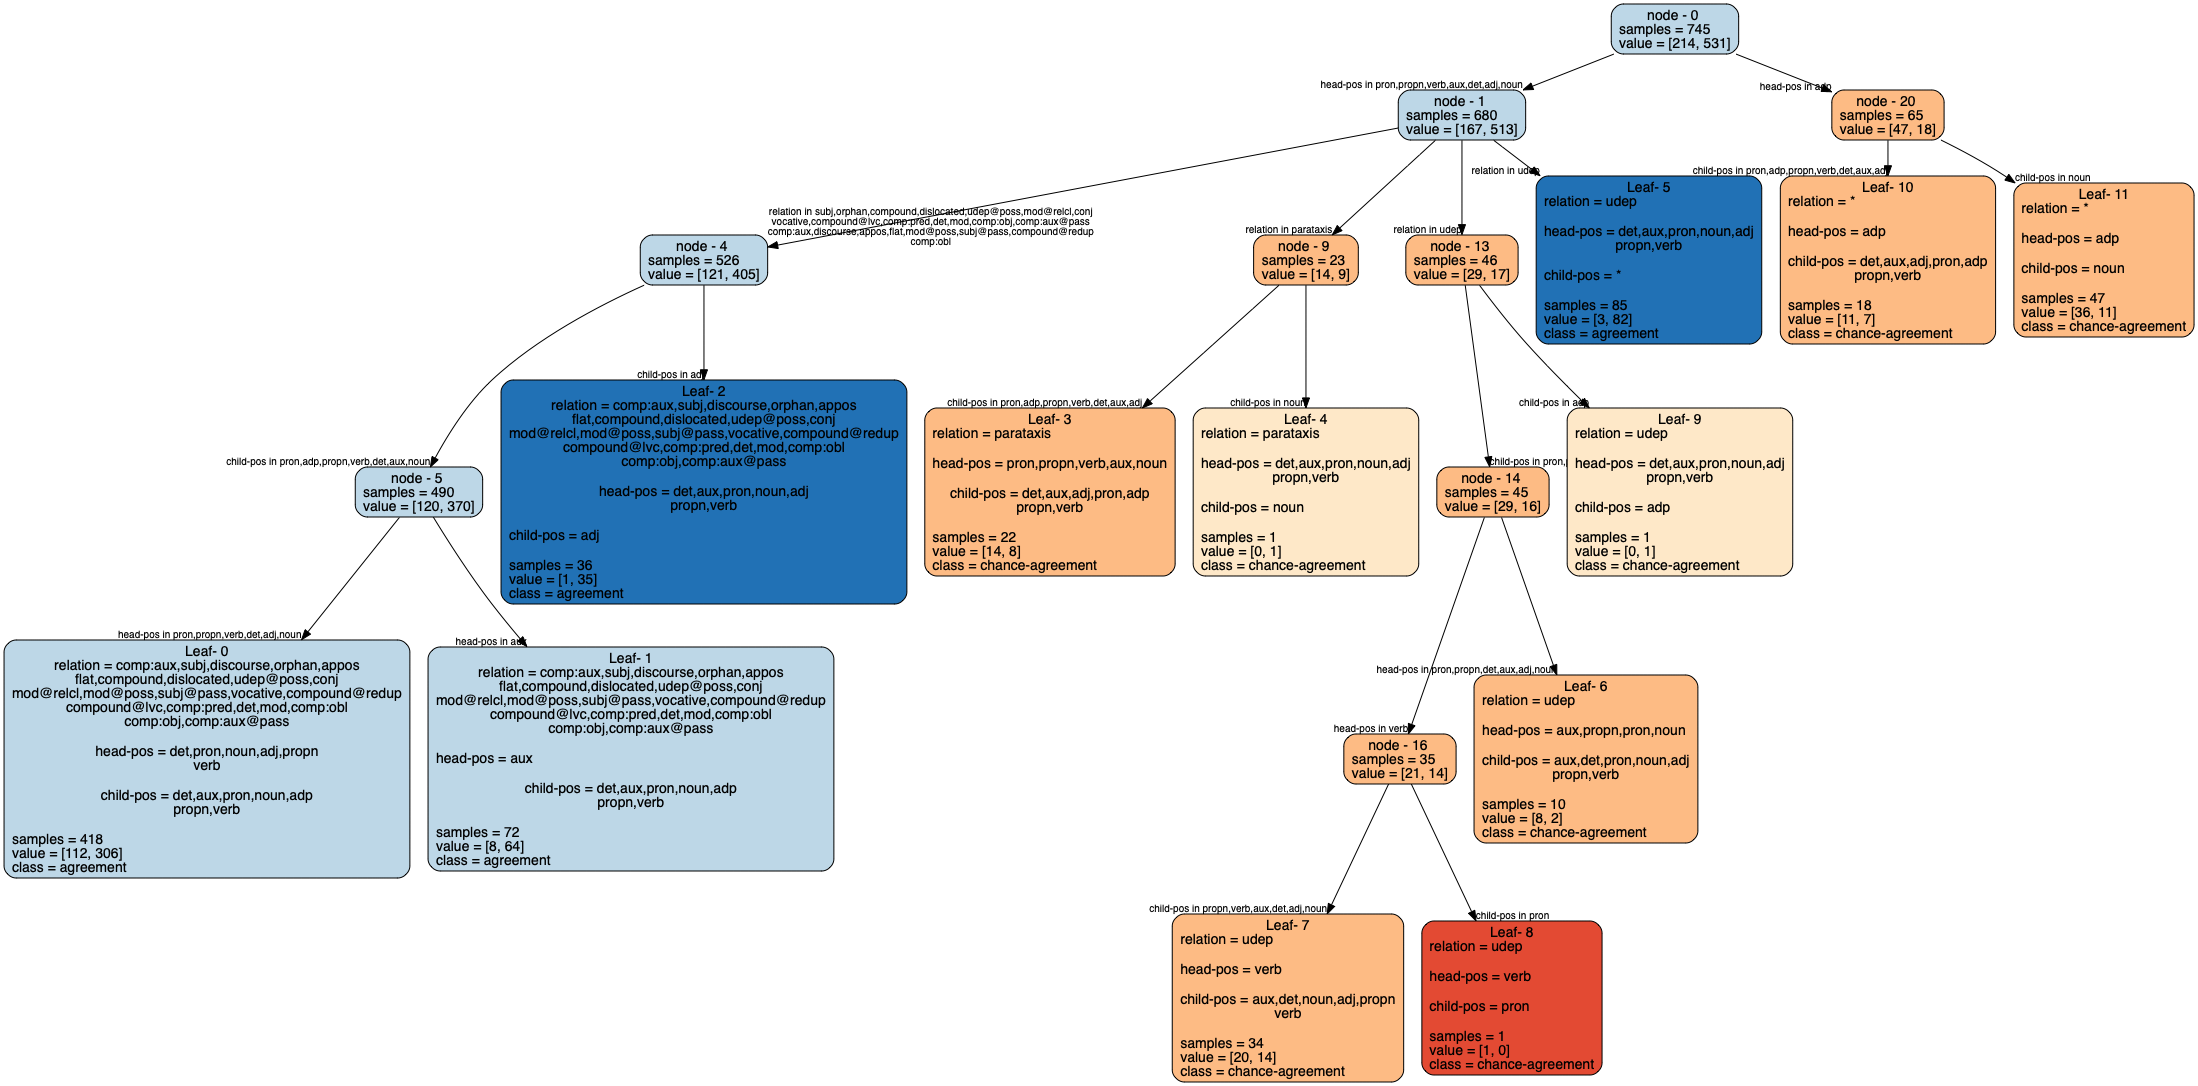 node - 0
samples = 745
value = [214, 531]
head-pos in pron,propn,verb,aux,det,adj,noun
head-pos in adp
node - 1
samples = 680
value = [167, 513]
node - 20
samples = 65
value = [47, 18]
relation in subj,orphan,compound,dislocated,udep@poss,mod@relcl,conj
vocative,compound@lvc,comp:pred,det,mod,comp:obj,comp:aux@pass
comp:aux,discourse,appos,flat,mod@poss,subj@pass,compound@redup
comp:obl
relation in parataxis
relation in udep
relation in udep
child-pos in pron,adp,propn,verb,det,aux,adj
child-pos in noun
node - 4
samples = 526
value = [121, 405]
node - 9
samples = 23
value = [14, 9]
node - 13
samples = 46
value = [29, 17]
Leaf- 5
relation = udep
head-pos = det,aux,pron,noun,adj
propn,verb
child-pos = *
samples = 85
value = [3, 82]
class = agreement
Leaf- 10
relation = *
head-pos = adp
child-pos = det,aux,adj,pron,adp
propn,verb
samples = 18
value = [11, 7]
class = chance-agreement
Leaf- 11
relation = *
head-pos = adp
child-pos = noun
samples = 47
value = [36, 11]
class = chance-agreement
child-pos in pron,adp,propn,verb,det,aux,noun
child-pos in adj
child-pos in pron,adp,propn,verb,det,aux,adj
child-pos in noun
child-pos in pron,
child-pos in adp
node - 5
samples = 490
value = [120, 370]
Leaf- 2
relation = comp:aux,subj,discourse,orphan,appos
flat,compound,dislocated,udep@poss,conj
mod@relcl,mod@poss,subj@pass,vocative,compound@redup
compound@lvc,comp:pred,det,mod,comp:obl
comp:obj,comp:aux@pass
head-pos = det,aux,pron,noun,adj
propn,verb
child-pos = adj
samples = 36
value = [1, 35]
class = agreement
Leaf- 3
relation = parataxis
head-pos = pron,propn,verb,aux,noun
child-pos = det,aux,adj,pron,adp
propn,verb
samples = 22
value = [14, 8]
class = chance-agreement
Leaf- 4
relation = parataxis
head-pos = det,aux,pron,noun,adj
propn,verb
child-pos = noun
samples = 1
value = [0, 1]
class = chance-agreement
node - 14
samples = 45
value = [29, 16]
Leaf- 9
relation = udep
head-pos = det,aux,pron,noun,adj
propn,verb
child-pos = adp
samples = 1
value = [0, 1]
class = chance-agreement
head-pos in pron,propn,verb,det,adj,noun
head-pos in aux
head-pos in verb
head-pos in pron,propn,det,aux,adj,noun
Leaf- 0
relation = comp:aux,subj,discourse,orphan,appos
flat,compound,dislocated,udep@poss,conj
mod@relcl,mod@poss,subj@pass,vocative,compound@redup
compound@lvc,comp:pred,det,mod,comp:obl
comp:obj,comp:aux@pass
head-pos = det,pron,noun,adj,propn
verb
child-pos = det,aux,pron,noun,adp
propn,verb
samples = 418
value = [112, 306]
class = agreement
Leaf- 1
relation = comp:aux,subj,discourse,orphan,appos
flat,compound,dislocated,udep@poss,conj
mod@relcl,mod@poss,subj@pass,vocative,compound@redup
compound@lvc,comp:pred,det,mod,comp:obl
comp:obj,comp:aux@pass
head-pos = aux
child-pos = det,aux,pron,noun,adp
propn,verb
samples = 72
value = [8, 64]
class = agreement
node - 16
samples = 35
value = [21, 14]
Leaf- 6
relation = udep
head-pos = aux,propn,pron,noun
child-pos = aux,det,pron,noun,adj
propn,verb
samples = 10
value = [8, 2]
class = chance-agreement
child-pos in propn,verb,aux,det,adj,noun
child-pos in pron
Leaf- 7
relation = udep
head-pos = verb
child-pos = aux,det,noun,adj,propn
verb
samples = 34
value = [20, 14]
class = chance-agreement
Leaf- 8
relation = udep
head-pos = verb
child-pos = pron
samples = 1
value = [1, 0]
class = chance-agreement